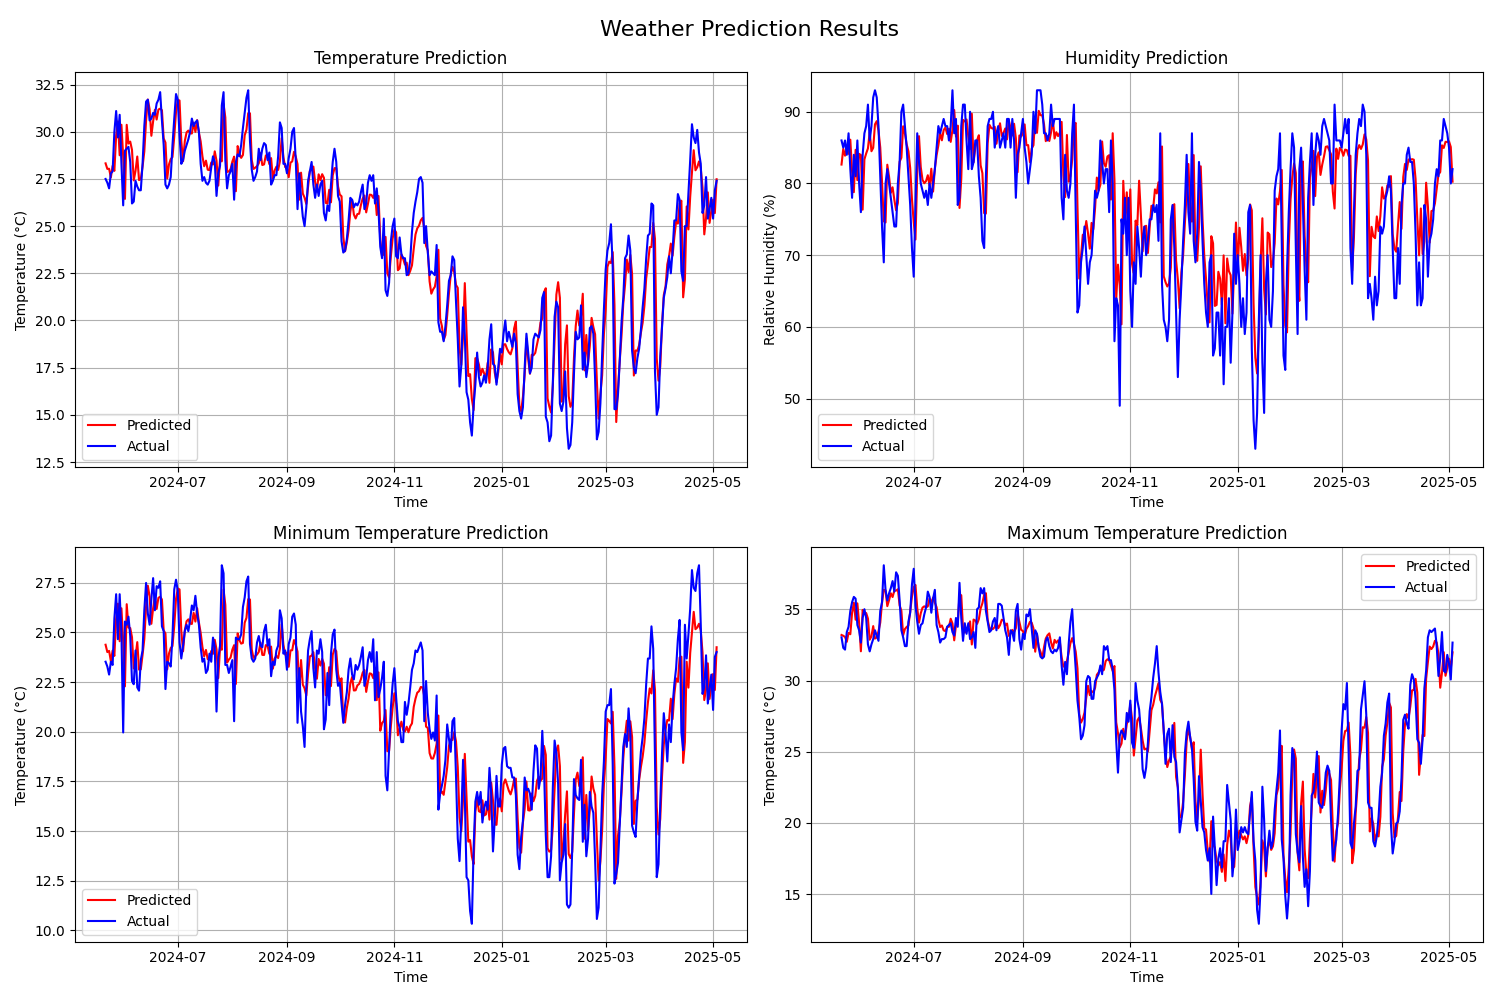 Weather Prediction Results
Temperature Prediction
Temperature (°C)
32.5
30.0
27.5
25.0
22.5
20.0
17.5
15.0
12.5
Predicted
Actual
2024-07 2024-09 2024-11 2025-01 2025-03 2025-05
Time
Humidity Prediction
Relative Humidity (%)
90
80
70
60
50
Predicted
Actual
2024-07 2024-09 2024-11 2025-01 2025-03 2025-05
Time
Minimum Temperature Prediction
Temperature (°C)
27.5
25.0
22.5
20.0
17.5
15.0
12.5
10.0
Predicted
Actual
2024-07 2024-09 2024-11 2025-01 2025-03 2025-05
Time
Maximum Temperature Prediction
Temperature (°C)
Predicted
Actual
35
30
25
20
15
2024-07 2024-09 2024-11 2025-01 2025-03 2025-05
Time